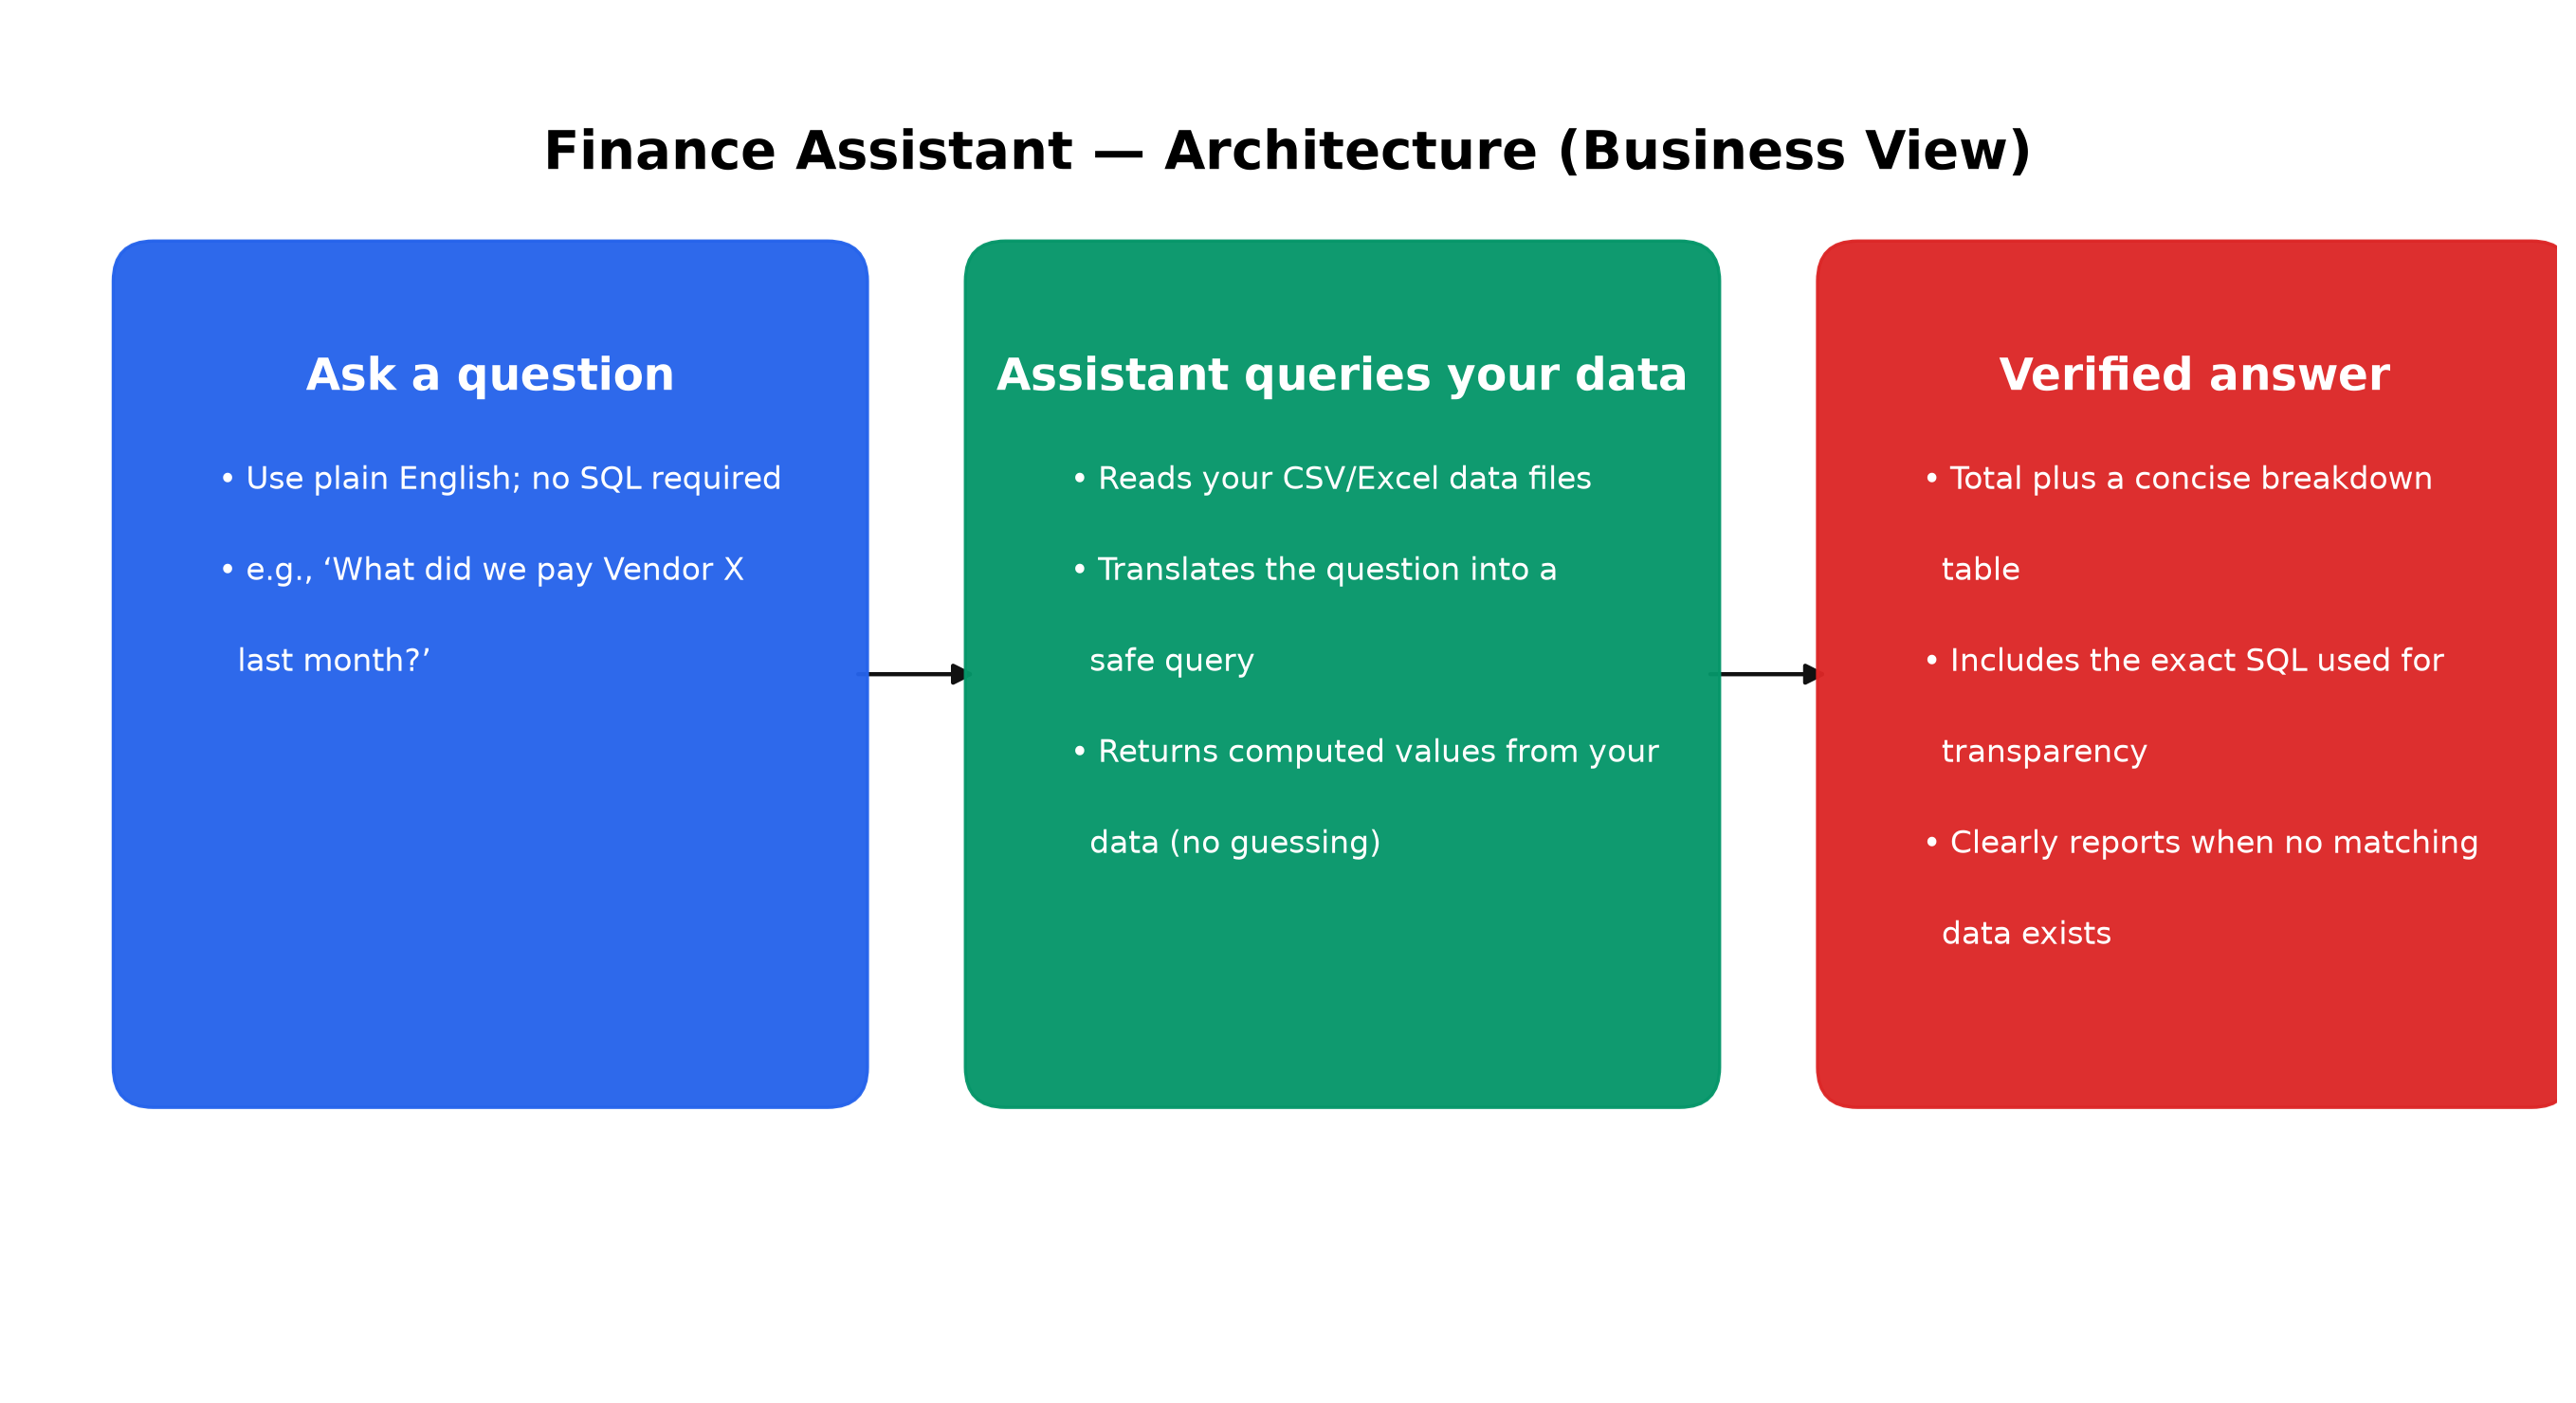 Finance Assistant — Architecture (Business View)
Ask a question
• Use plain English; no SQL required
• e.g., ‘What did we pay Vendor X
last month?’
Assistant queries your data
• Reads your CSV/Excel data files
• Translates the question into a
safe query
• Returns computed values from your
data (no guessing)
Verified answer
• Total plus a concise breakdown
table
• Includes the exact SQL used for
transparency
• Clearly reports when no matching
data exists